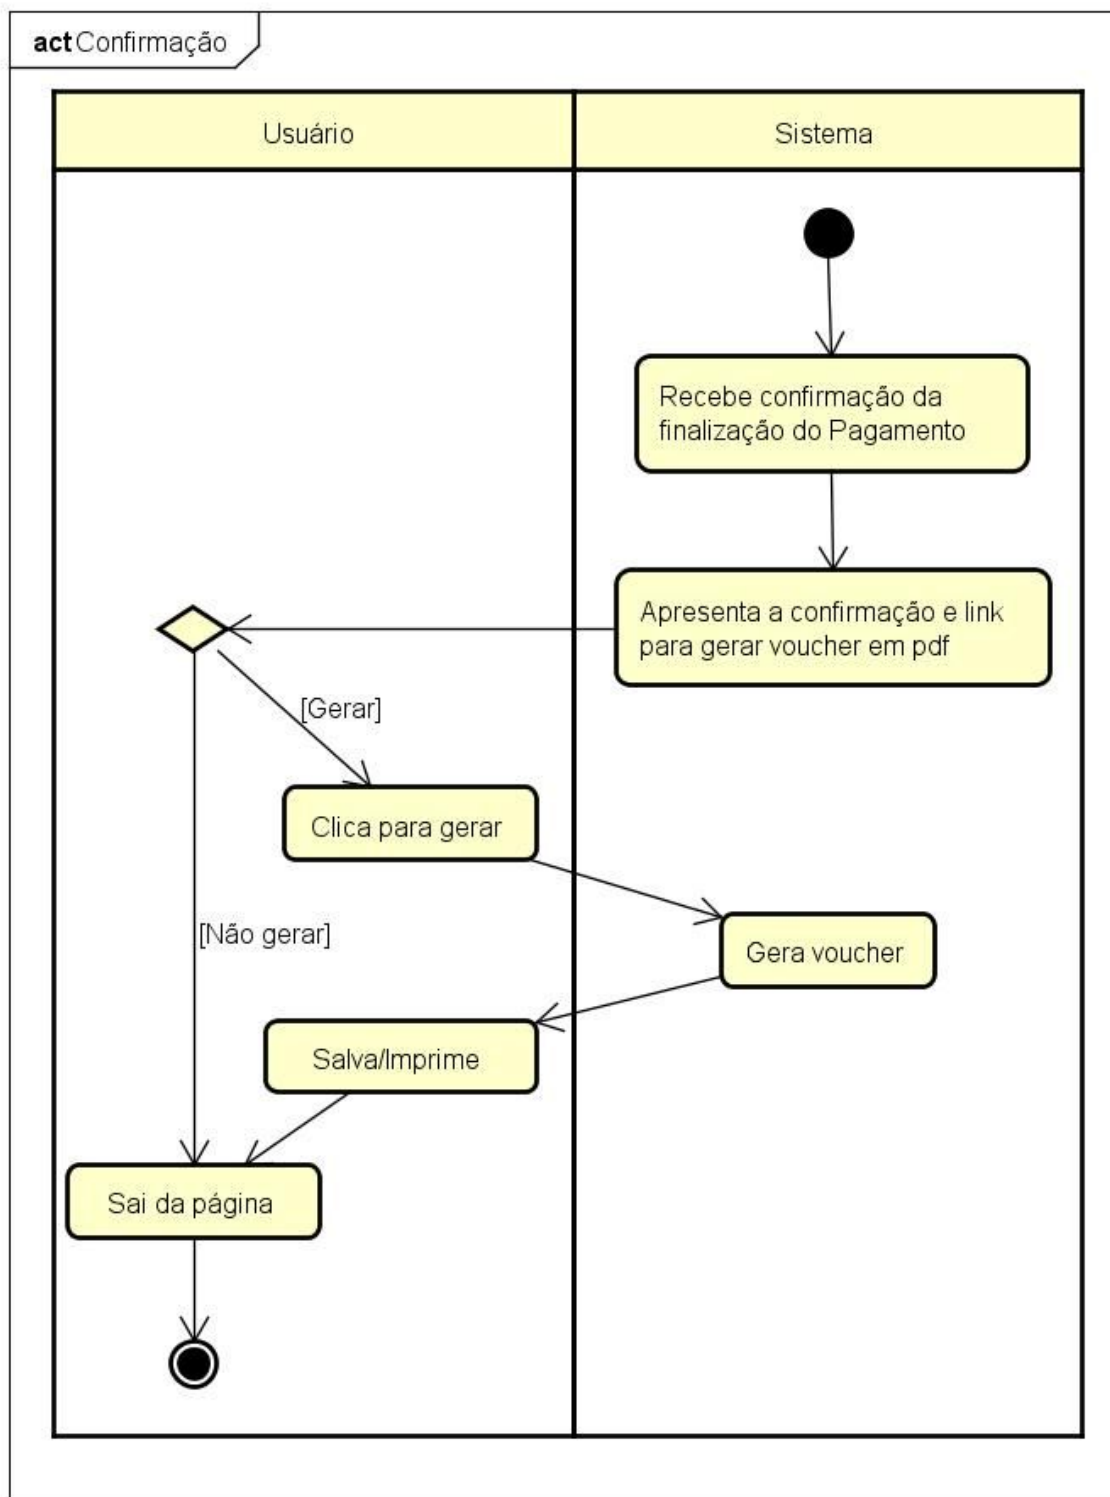 act Confirmação
Usuário
Sistema
Recebe confirmação da
finalização do Pagamento
Apresenta a confirmação e link
para gerar voucher em pdf
[Gerar]
Clica para gerar
[Não gerar]
Gera voucher
Salva/Imprime
Sai da página